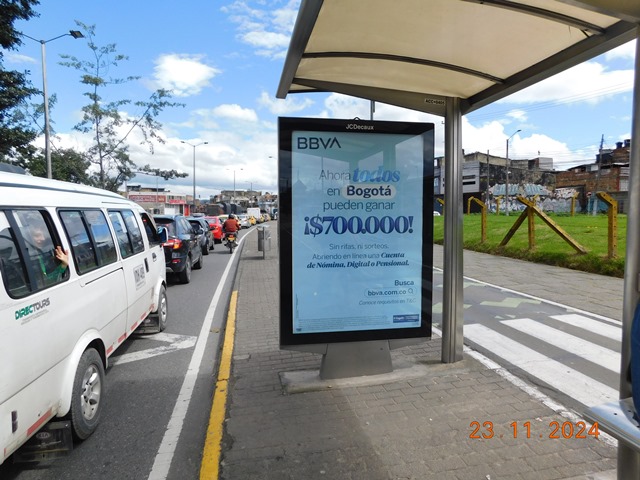 JCDecaux
BBVA
Ahora todos
en Bogotá
pueden ganar
¡$700.000!
Sin rifas, ni sorteos.
Abriendo en línea una Cuenta
de Nómina, Digital o Pensional.
Busca
bbva.com.co
DIRECTOURS
23 11 2024